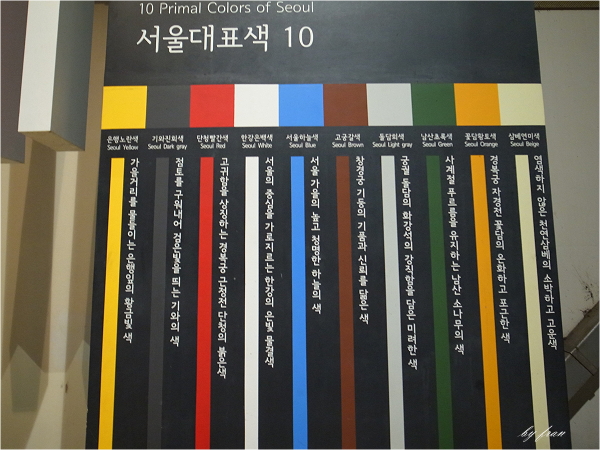 10 Primal Colors of Seoul
서울대표색 10
은행노란색
Seoul Yellow
가을거리를 물들이는 은행잎의 황금빛 색
기와진회색
Seoul Dark gray
점토를 구워내어 검은빛을 띄는 기와의 색
단청빨간색
Seoul Red
고귀함을 상징하는 경복궁 근정전 단청의 붉은색
한강은백색
Seoul White
서울의 중심을 가로지르는 한강의 은빛 물결색
서울하늘색
Seoul Blue
서울 가을의 높고 청명한 하늘의 색
고궁갈색
Seoul Brown
창경궁 기둥의 기품과 신뢰를 닮은 색
돌담회색
Seoul Light gray
궁궐 돌담의 화강석의 강직함을 담은 미려한 색
남산초록색
Seoul Green
사계절 푸르름을 유지하는 남산 소나무의 색
꽃담황토색
Seoul Orange
경복궁 자경전 꽃담의 온화하고 포근한 색
삼베연미색
Seoul Beige
염색하지 않은 천연삼베의 소박하고 고운색
by fran